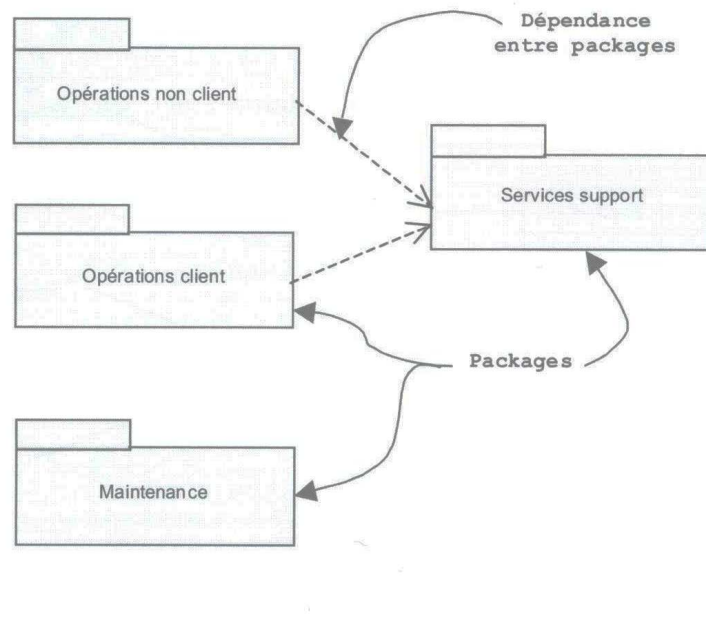 Dépendance
entre packages
Opérations non client
Services support
Opérations client
Packages
Maintenance